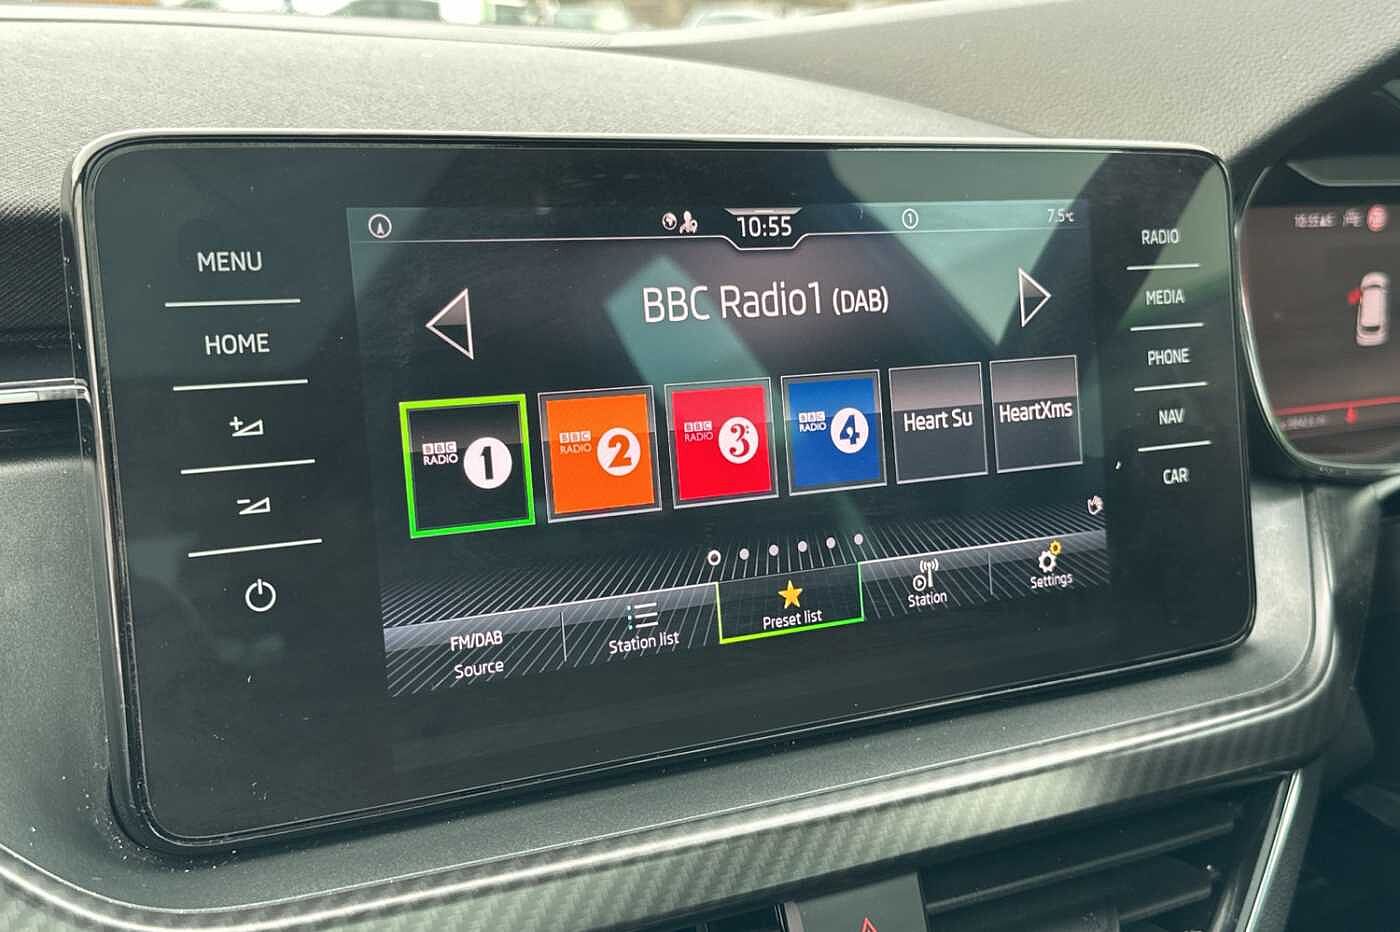 MENU
HOME
10:55
1
7.5°C
BBC Radio1 (DAB)
BBC
RADIO
1
BBC
RADIO
2
BBC
RADIO
3
BBC
RADIO
4
Heart Su
HeartXms
FM/DAB
Source
Station list
Preset list
Station
Settings
RADIO
MEDIA
PHONE
NAV
CAR